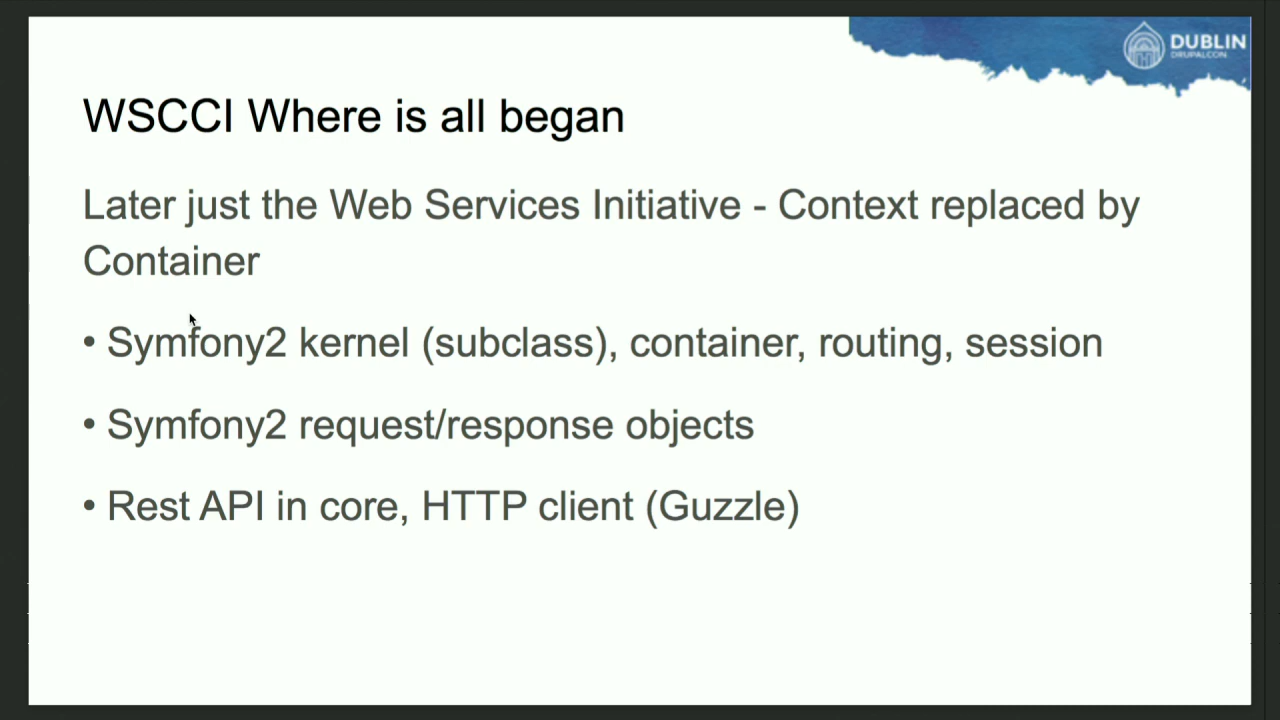 DUBLIN
DRUPALCON
WSCCI Where is all began
Later just the Web Services Initiative - Context replaced by
Container
• Symfony2 kernel (subclass), container, routing, session
• Symfony2 request/response objects
• Rest API in core, HTTP client (Guzzle)